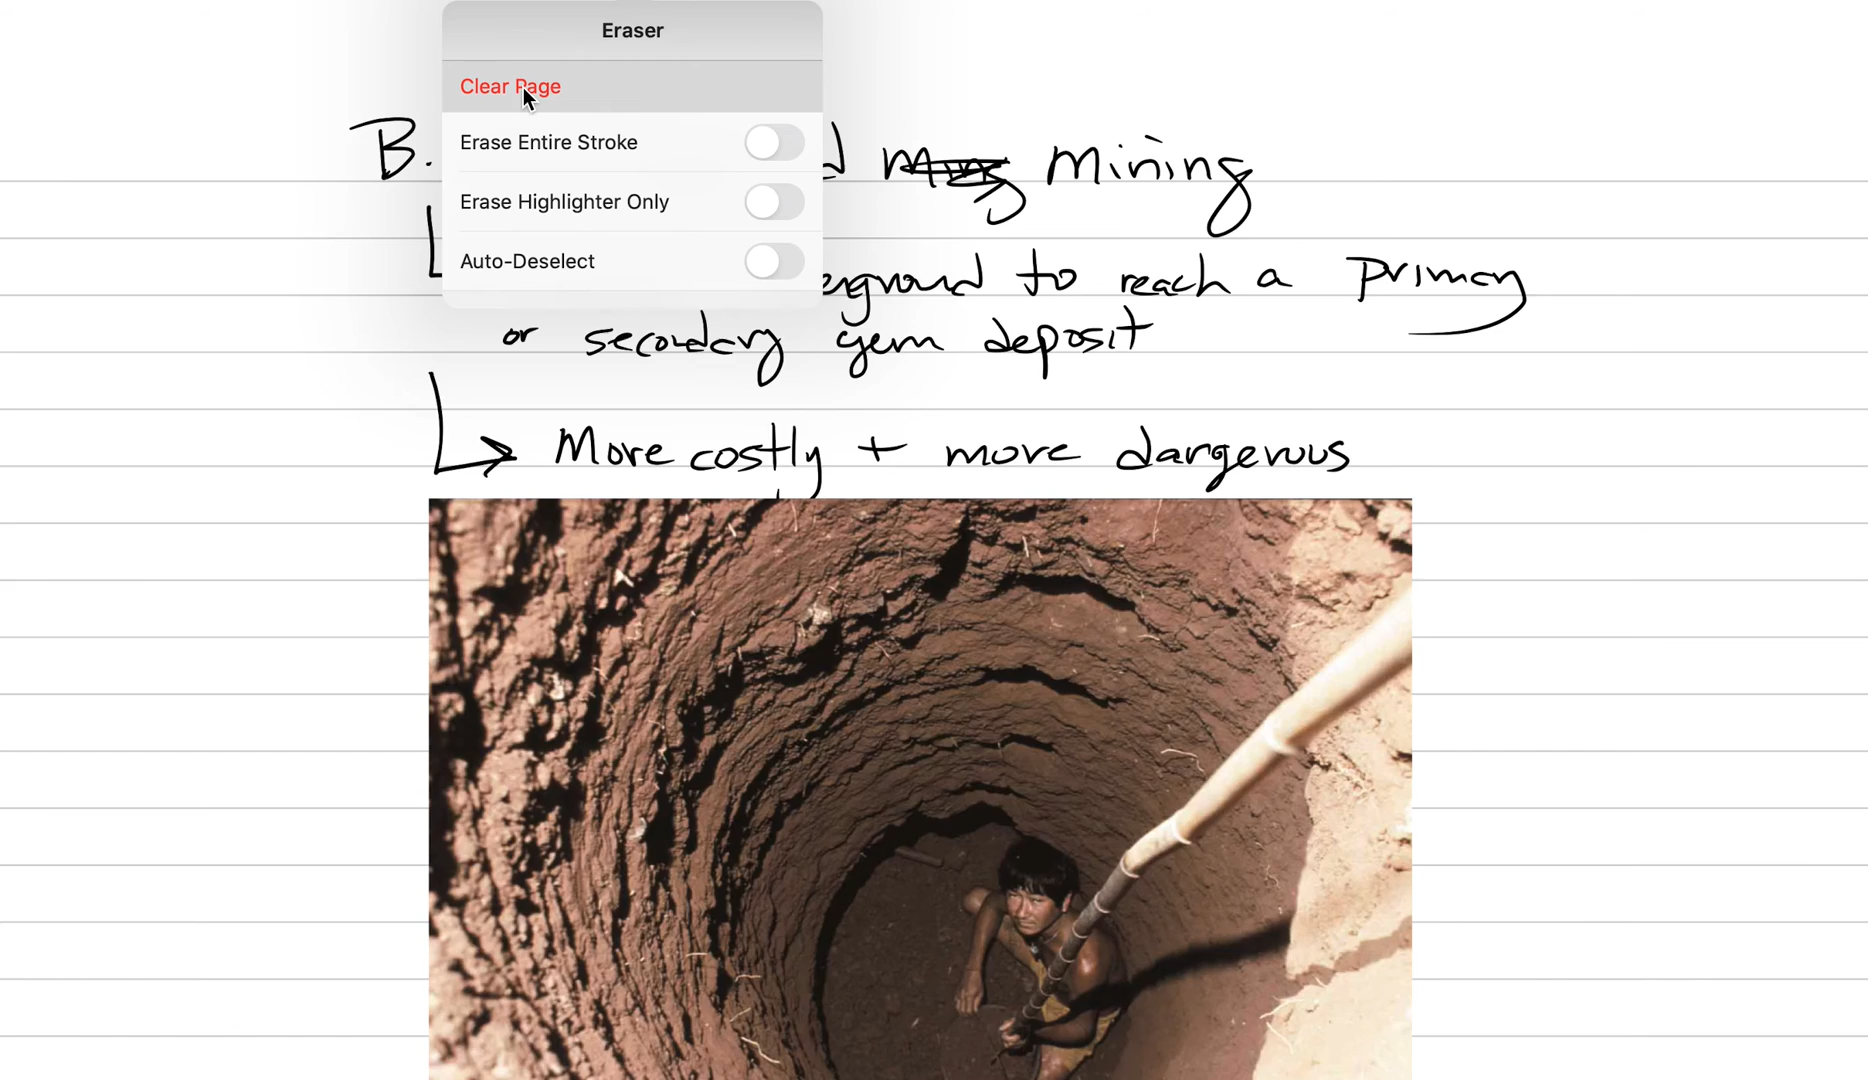 Eraser
Clear Page
Erase Entire Stroke
Erase Highlighter Only
Auto-Deselect
B. Mining
to reach a primary
or secondary gem deposit
More costly + more dangerous